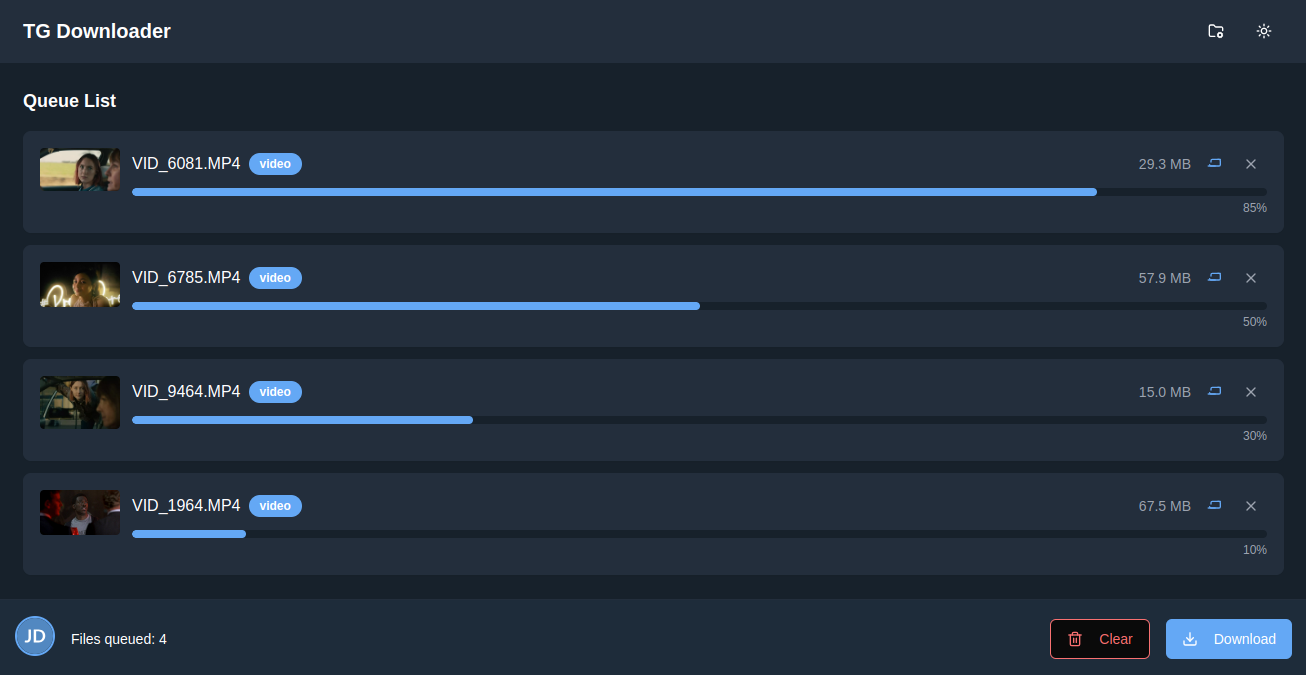 TG Downloader
Queue List
VID_6081.MP4 video 29.3 MB
85%
VID_6785.MP4 video 57.9 MB
50%
VID_9464.MP4 video 15.0 MB
30%
VID_1964.MP4 video 67.5 MB
10%
JD Files queued: 4 Clear Download